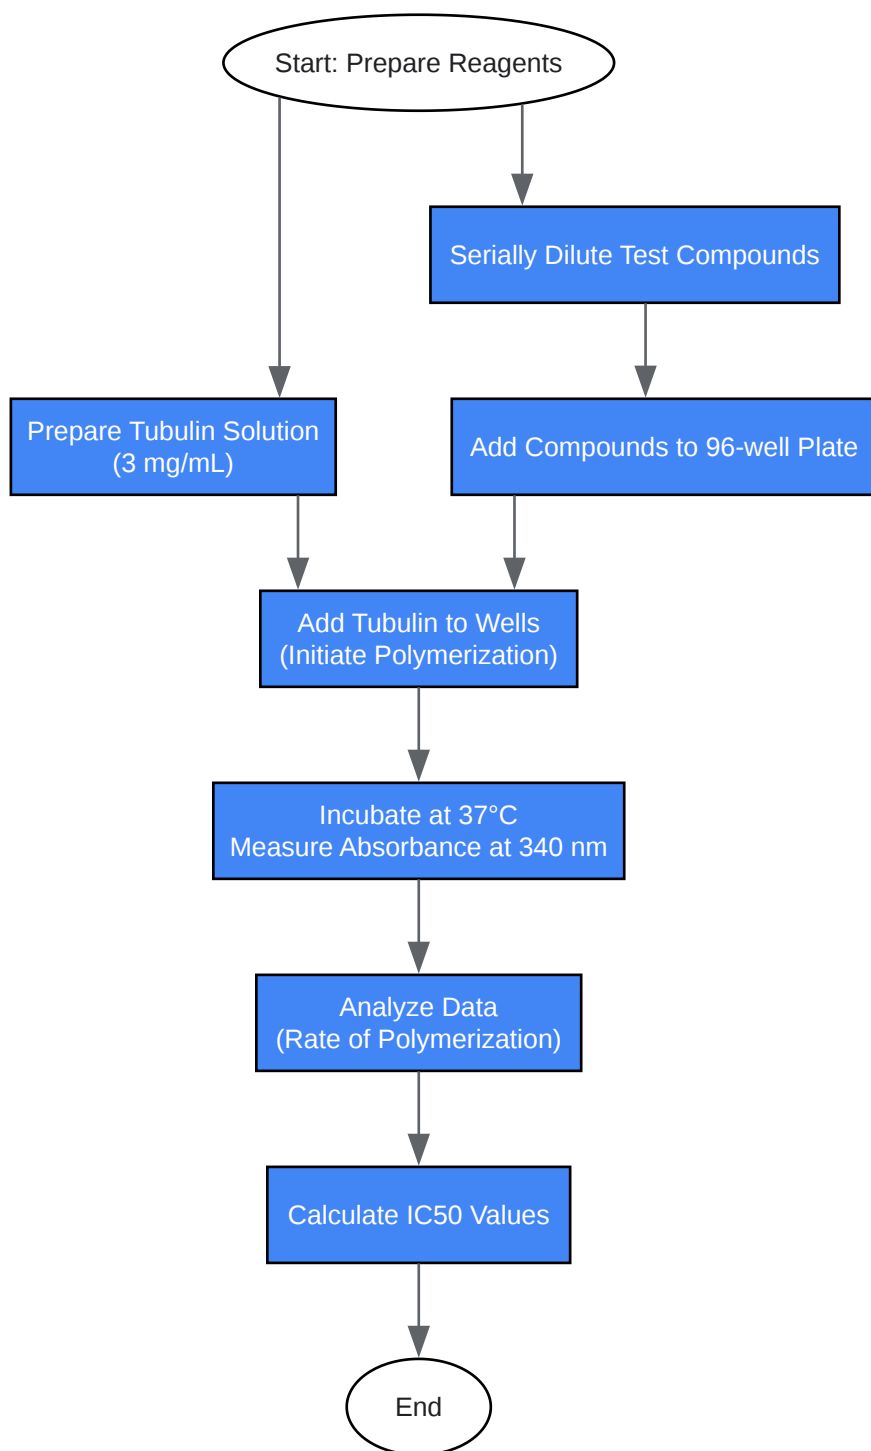 Start: Prepare Reagents
Serially Dilute Test Compounds
Prepare Tubulin Solution
(3 mg/mL)
Add Compounds to 96-well Plate
Add Tubulin to Wells
(Initiate Polymerization)
Incubate at 37°C
Measure Absorbance at 340 nm
Analyze Data
(Rate of Polymerization)
Calculate IC50 Values
End